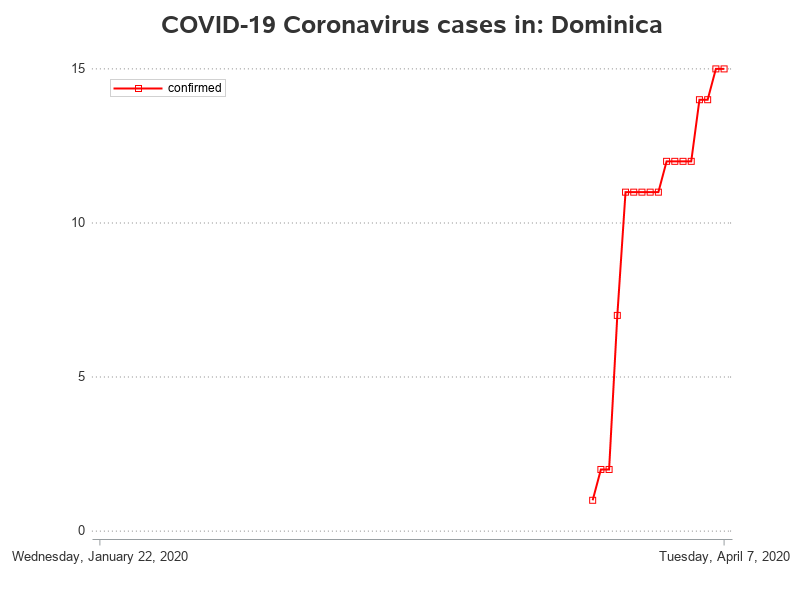 COVID-19 Coronavirus cases in: Dominica
15
confirmed
10
5
0
Wednesday, January 22, 2020
Tuesday, April 7, 2020